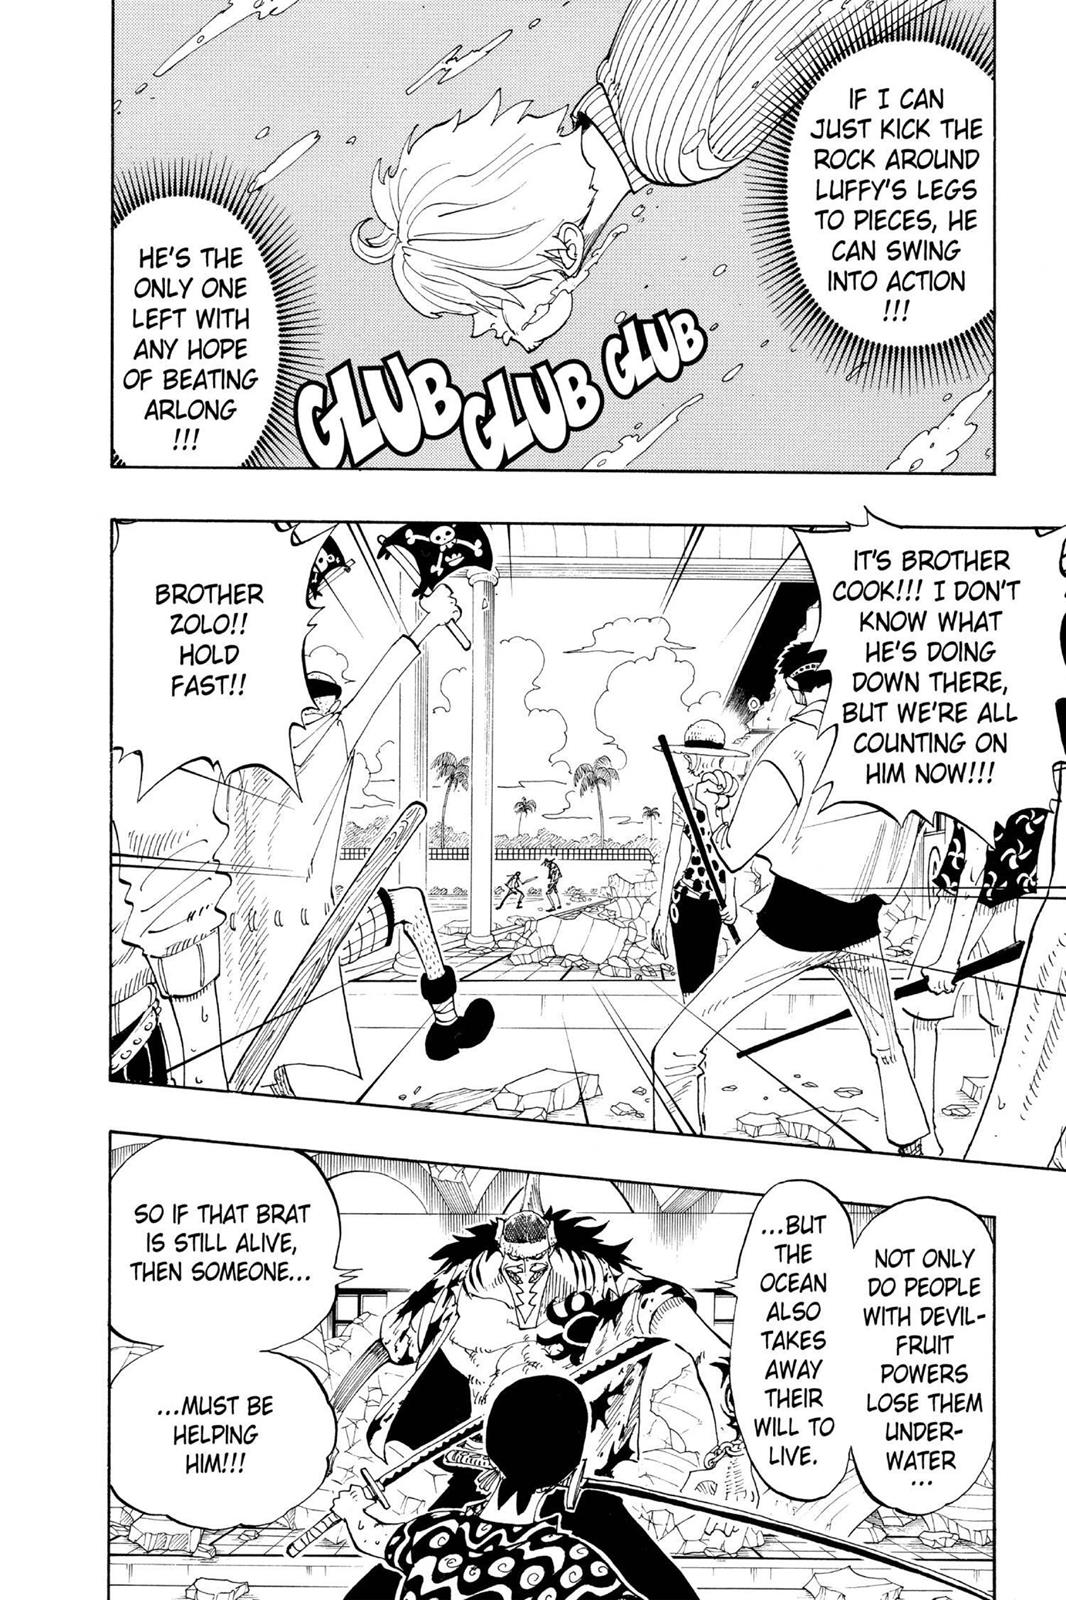 IF I CAN
JUST KICK THE
ROCK AROUND
LUFFY'S LEGS
TO PIECES, HE
CAN SWING
INTO ACTION
!!!
HE'S THE
ONLY ONE
LEFT WITH
ANY HOPE
OF BEATING
ARLONG
!!!
GLUB GLUB GLUB
IT'S BROTHER
COOK!!! I DON'T
KNOW WHAT
HE'S DOING
DOWN THERE,
BUT WE'RE ALL
COUNTING ON
HIM NOW!!!
BROTHER
ZOLO!!
HOLD
FAST!!
NOT ONLY
DO PEOPLE
WITH DEVIL-
FRUIT
POWERS
LOSE THEM
UNDER-
WATER
...
...BUT
THE
OCEAN
ALSO
TAKES
AWAY
THEIR
WILL TO
LIVE.
SO IF THAT BRAT
IS STILL ALIVE,
THEN SOMEONE...
...MUST BE
HELPING
HIM!!!